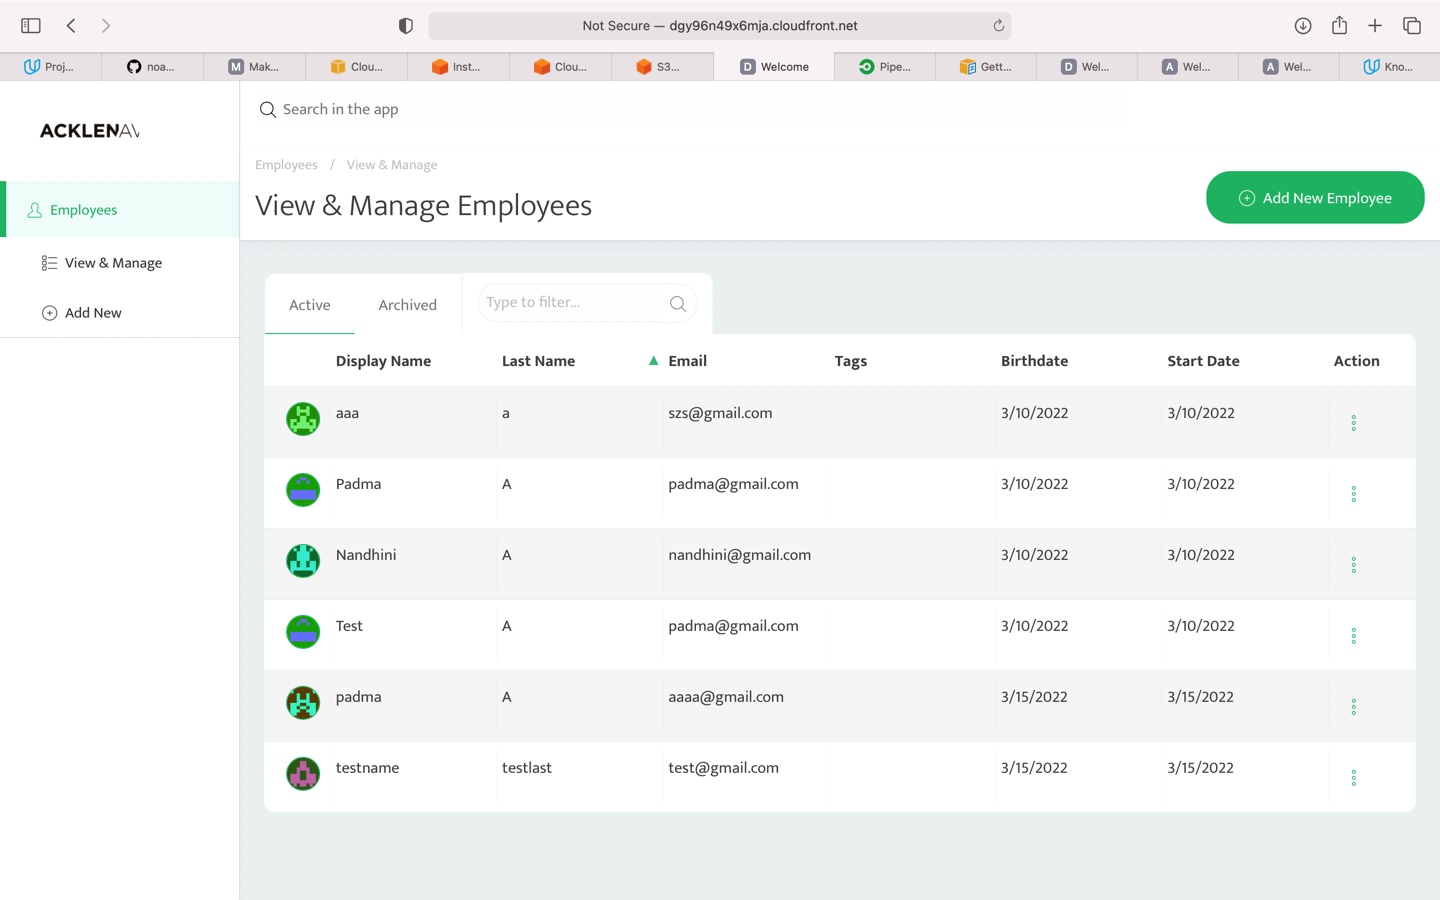 Not Secure — dgy96n49x6mja.cloudfront.net
Proj... noa... M Mak... Clou... Inst... Clou... S3... D Welcome Pipe... Gett... D Wel... A Wel... A Wel... Kno...
Search in the app
ACKLENAV
Employees / View & Manage
View & Manage Employees
Add New Employee
Employees
View & Manage
Add New
Active Archived Type to filter...
Display Name Last Name Email Tags Birthdate Start Date Action
aaa a szs@gmail.com 3/10/2022 3/10/2022
Padma A padma@gmail.com 3/10/2022 3/10/2022
Nandhini A nandhini@gmail.com 3/10/2022 3/10/2022
Test A padma@gmail.com 3/10/2022 3/10/2022
padma A aaaa@gmail.com 3/15/2022 3/15/2022
testname testlast test@gmail.com 3/15/2022 3/15/2022